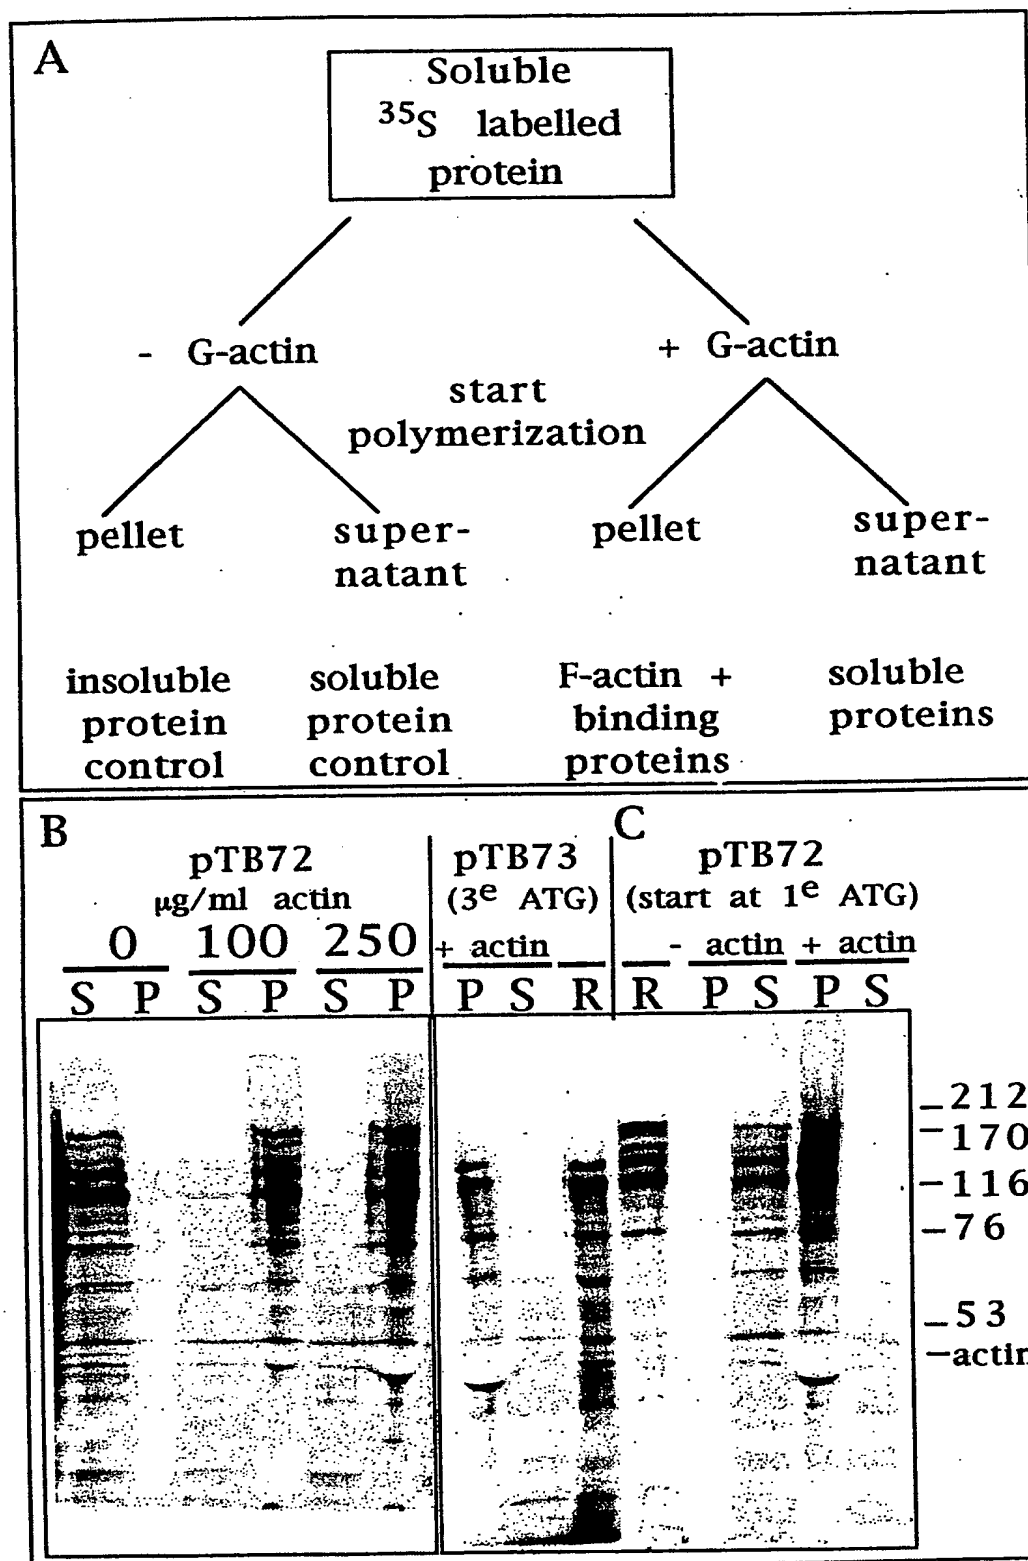 A
Soluble
35S labelled
protein
- G-actin
+ G-actin
start
polymerization
pellet
super-
natant
pellet
super-
natant
insoluble
protein
control
soluble
protein
control
F-actin +
binding
proteins
soluble
proteins
B
pTB72
µg/ml actin
0 100 250
S P S P S P
pTB73
(3e ATG)
+ actin
P S R
C
pTB72
(start at 1e ATG)
- actin + actin
R P S P S
212
170
116
76
53
actin